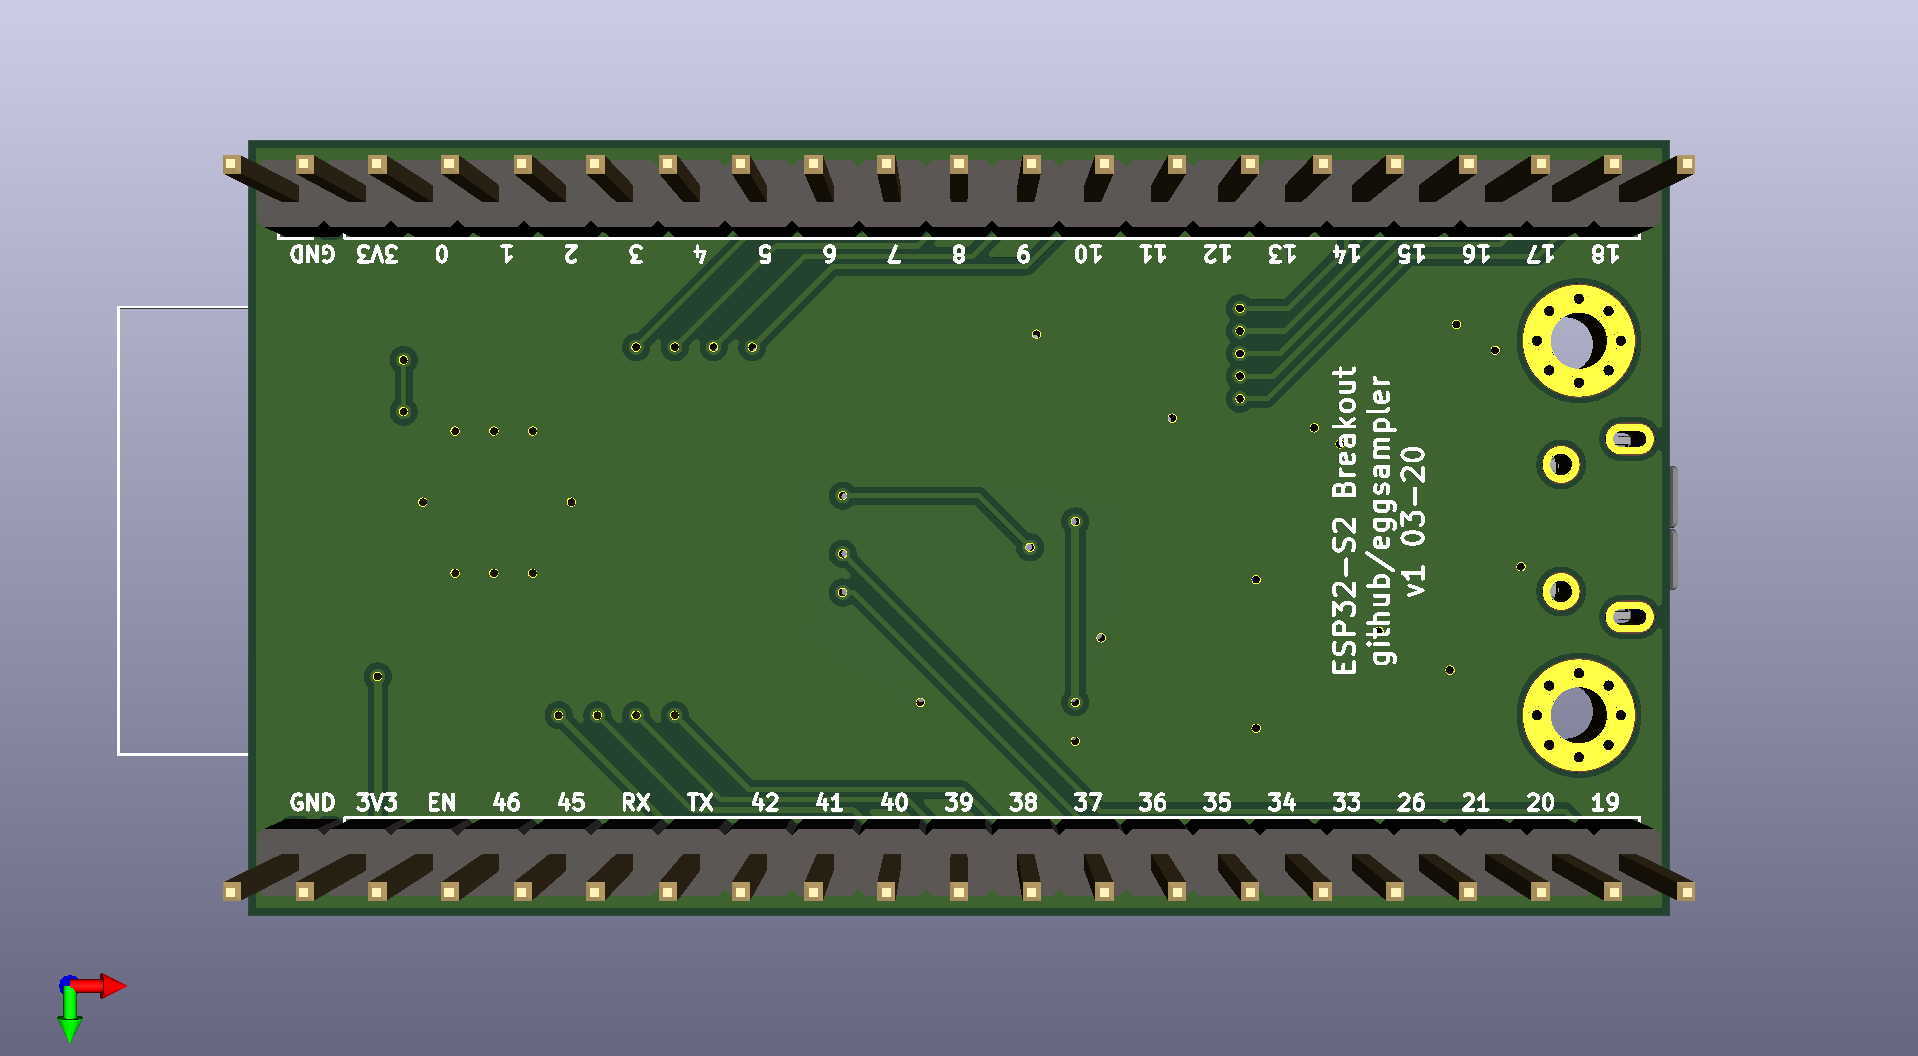 GND 3V3 0 1 2 3 4 5 6 7 8 9 10 11 12 13 14 15 16 17 18
ESP32-S2 Breakout
github/eggsampler
v1 03-20
GND 3V3 EN 46 45 RX TX 42 41 40 39 38 37 36 35 34 33 26 21 20 19